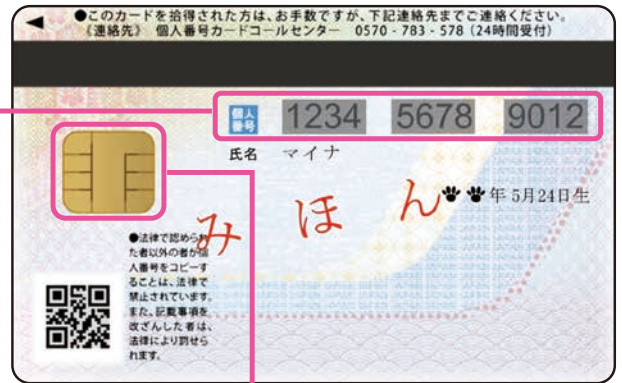 ●このカードを拾得された方は、お手数ですが、下記連絡先までご連絡ください。
《連絡先》 個人番号カードコールセンター 0570-783-578（24時間受付）
個人番号 1234 5678 9012
氏名 マイナ
年 5月24日生
みほん
●法律で認められ
た者以外の者が個
人番号をコピーす
ることは、法律で
禁止されています。
また、記載事項を
改ざんした者は、
法律により罰せら
れます。